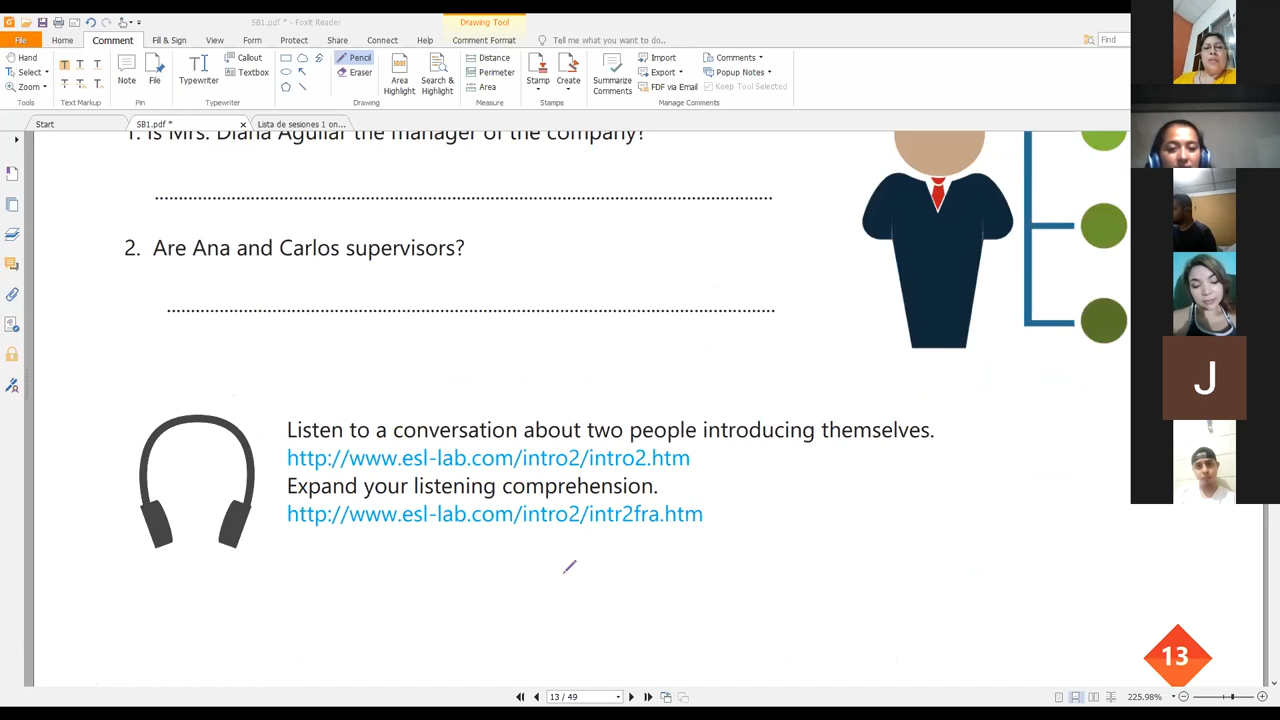 SB1.pdf * - Foxit Reader
Drawing Tool
File
Home
Comment
Fill & Sign
View
Form
Protect
Share
Connect
Help
Comment Format
Tell me what you want to do...
Find
Hand
Select
Zoom
Tools
Text Markup
Note
File
Pin
Typewriter
Callout
Textbox
Typewriter
Pencil
Eraser
Drawing
Area
Highlight
Search &
Highlight
Distance
Perimeter
Area
Measure
Stamp
Create
Stamps
Summarize
Comments
Import
Export
FDF via Email
Comments
Popup Notes
Keep Tool Selected
Manage Comments
Start
SB1.pdf *
Lista de sesiones 1 on...
1. Is Mrs. Diana Aguilar the manager of the company?
2. Are Ana and Carlos supervisors?
Listen to a conversation about two people introducing themselves.
http://www.esl-lab.com/intro2/intro2.htm
Expand your listening comprehension.
http://www.esl-lab.com/intro2/intr2fra.htm
J
13
13 / 49
225.98%